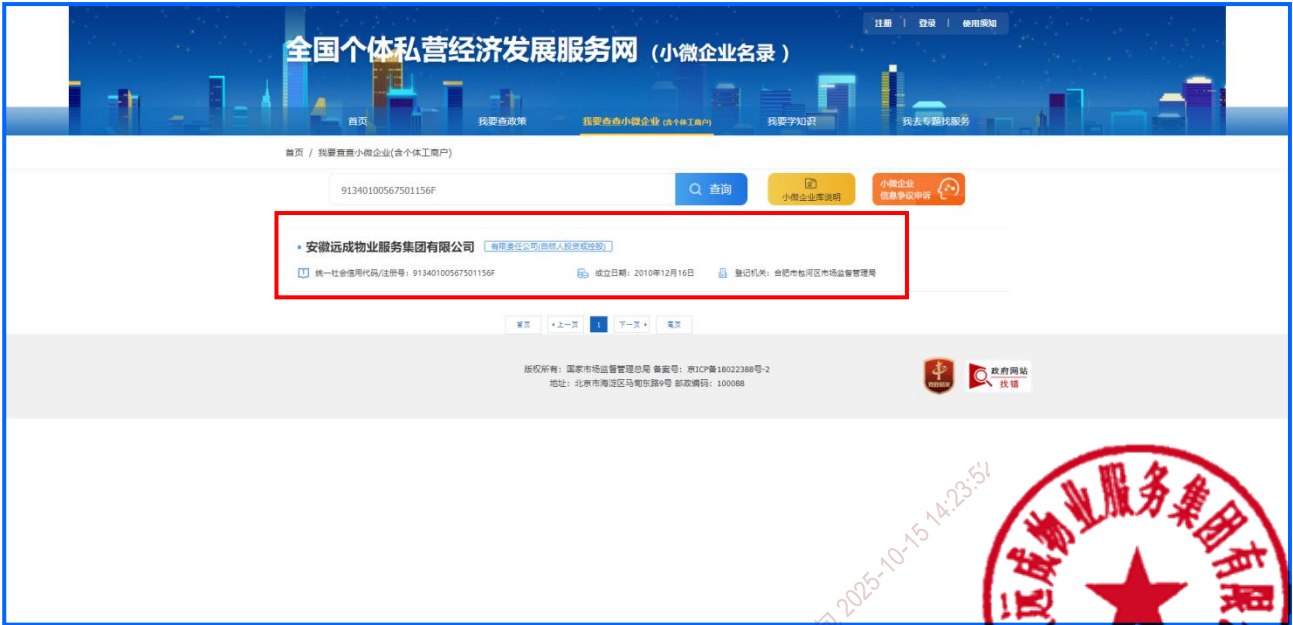 注册 | 登录 | 使用须知
全国个体私营经济发展服务网（小微企业名录）
首页 我要查政策 我要查查小微企业 (含个体工商户) 我要学知识 我去专题找服务
首页 / 我要查查小微企业(含个体工商户)
91340100567501156F 查询 小微企业库说明 小微企业
信息争议申诉
安徽远成物业服务集团有限公司 有限责任公司(自然人投资或控股)
统一社会信用代码/注册号：91340100567501156F 成立日期：2010年12月16日 登记机关：合肥市包河区市场监督管理局
首页 上一页 1 下一页 尾页
版权所有：国家市场监督管理总局 备案号：京ICP备18022388号-2
地址：北京市海淀区马甸东路9号 邮政编码：100088
政府网站
找错
2025-10-15 14:23:52
远成物业服务集团有限